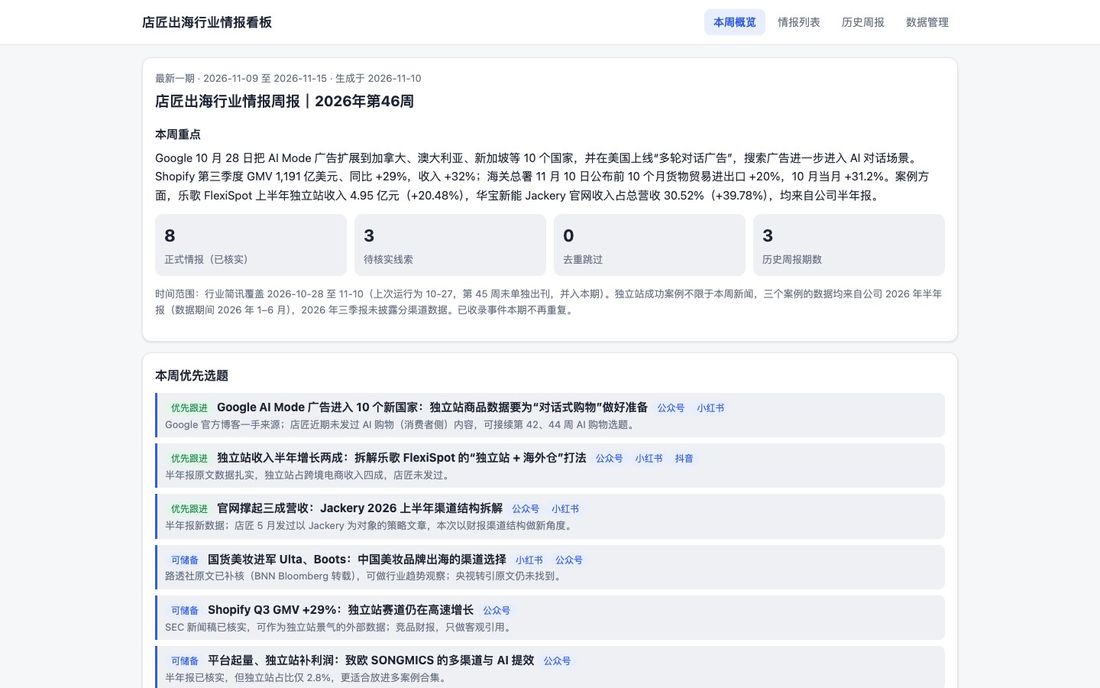 店匠出海行业情报看板
本周概览 情报列表 历史周报 数据管理
最新一期 · 2026-11-09 至 2026-11-15 · 生成于 2026-11-10
店匠出海行业情报周报｜2026年第46周
本周重点
Google 10 月 28 日把 AI Mode 广告扩展到加拿大、澳大利亚、新加坡等 10 个国家，并在美国上线“多轮对话广告”，搜索广告进一步进入 AI 对话场景。
Shopify 第三季度 GMV 1,191 亿美元、同比 +29%，收入 +32%；海关总署 11 月 10 日公布前 10 个月货物贸易进出口 +20%，10 月当月 +31.2%。案例方
面，乐歌 FlexiSpot 上半年独立站收入 4.95 亿元（+20.48%），华宝新能 Jackery 官网收入占总营收 30.52%（+39.78%），均来自公司半年报。
8 3 0 3
正式情报（已核实） 待核实线索 去重跳过 历史周报期数
时间范围：行业简讯覆盖 2026-10-28 至 11-10（上次运行为 10-27，第 45 周未单独出刊，并入本期）。独立站成功案例不限于本周新闻，三个案例的数据均来自公司 2026 年半年
报（数据期间 2026 年 1–6 月），2026 年三季报未披露分渠道数据。已收录事件本期不再重复。
本周优先选题
优先跟进 Google AI Mode 广告进入 10 个新国家：独立站商品数据要为“对话式购物”做好准备 公众号 小红书
Google 官方博客一手来源；店匠近期未发过 AI 购物（消费者侧）内容，可接续第 42、44 周 AI 购物选题。
优先跟进 独立站收入半年增长两成：拆解乐歌 FlexiSpot 的“独立站 + 海外仓”打法 公众号 小红书 抖音
半年报原文数据扎实，独立站占跨境电商收入四成，店匠未发过。
优先跟进 官网撑起三成营收：Jackery 2026 上半年渠道结构拆解 公众号 小红书
半年报新数据；店匠 5 月发过以 Jackery 为对象的策略文章，本次以财报渠道结构做新角度。
可储备 国货美妆进军 Ulta、Boots：中国美妆品牌出海的渠道选择 小红书 公众号
路透社原文已补核（BNN Bloomberg 转载），可做行业趋势观察；央视转引原文仍未找到。
可储备 Shopify Q3 GMV +29%：独立站赛道仍在高速增长 公众号
SEC 新闻稿已核实，可作为独立站景气的外部数据；竞品财报，只做客观引用。
可储备 平台起量、独立站补利润：致欧 SONGMICS 的多渠道与 AI 提效 公众号
半年报已核实，但独立站占比仅 2.8%，更适合放进多案例合集。